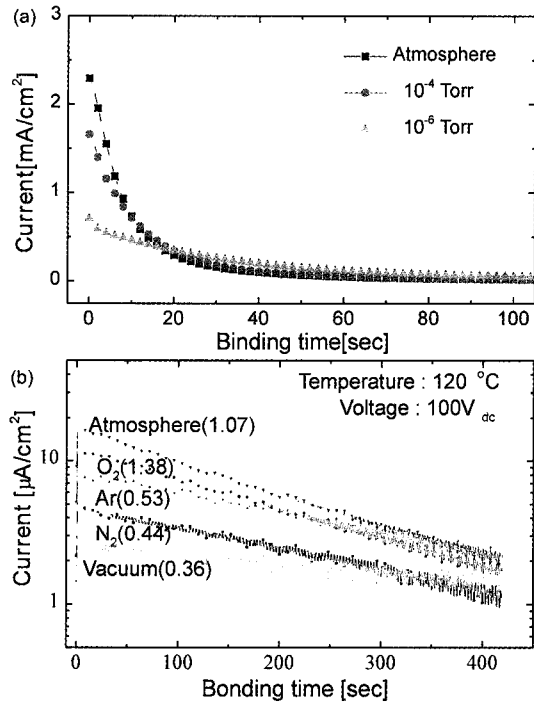 (a)
3
2
1
0
Current[mA/cm²]
Atmosphere
10⁻⁴ Torr
10⁻⁶ Torr
0 20 40 60 80 100
Binding time[sec]
(b)
Temperature : 120 °C
Voltage : 100V dc
10
1
Current [μA/cm²]
Atmosphere(1.07)
O₂(1.38)
Ar(0.53)
N₂(0.44)
Vacuum(0.36)
0 100 200 300 400
Bonding time [sec]